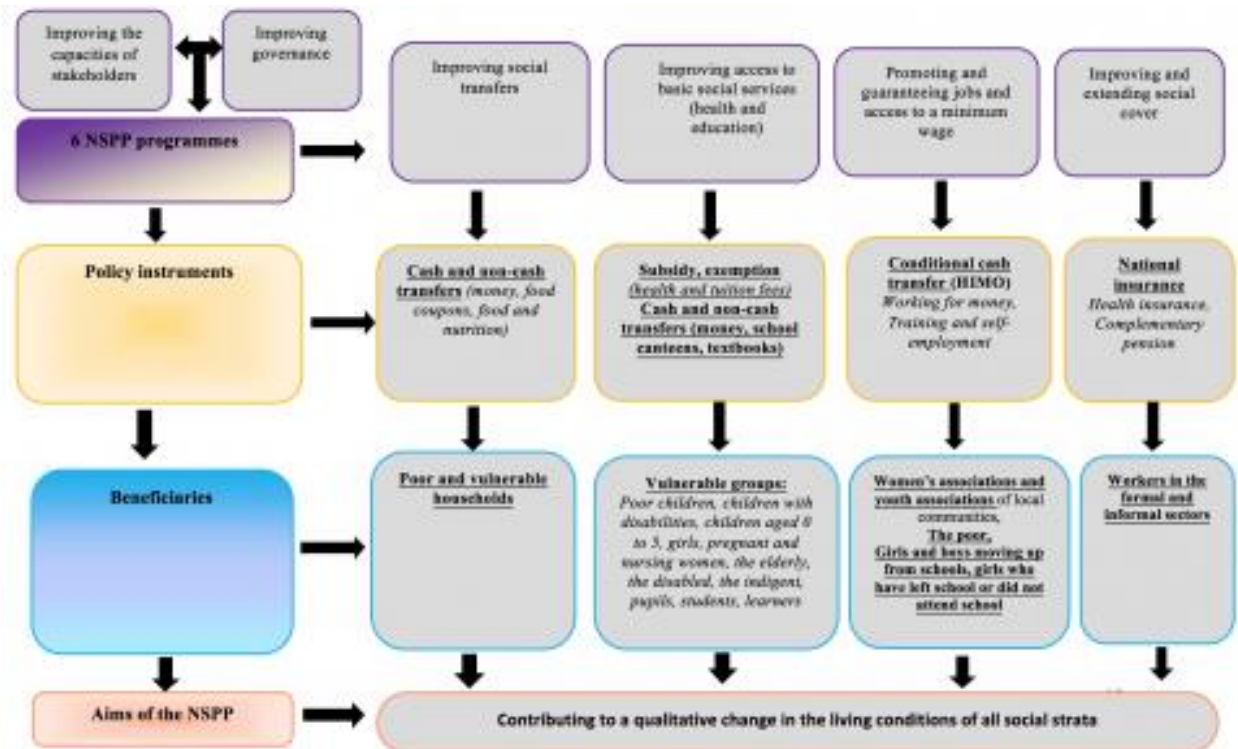 Improving the
capacities of
stakeholders
Improving
governance
Improving social
transfers
Improving access to
basic social services
(health and
education)
Promoting and
guaranteeing jobs and
access to a minimum
wage
Improving and
extending social
cover
6 NSPP programmes
Policy instruments
Cash and non-cash
transfers (money, food
coupons, food and
nutrition)
Subsidy, exemption
(health and tuition fees)
Cash and non-cash
transfers (money, school
canteens, textbooks)
Conditional cash
transfer (HIMO)
Working for money,
Training and self-
employment
National
insurance
Health insurance,
Complementary
pension
Beneficiaries
Poor and vulnerable
households
Vulnerable groups:
Poor children, children with
disabilities, children aged 0
to 5, girls, pregnant and
nursing women, the elderly,
the disabled, the indigent,
pupils, students, learners
Women's associations and
youth associations of local
communities,
The poor,
Girls and boys moving up
from schools, girls who
have left school or did not
attend school
Workers in the
formal and
informal sectors
Aims of the NSPP
Contributing to a qualitative change in the living conditions of all social strata